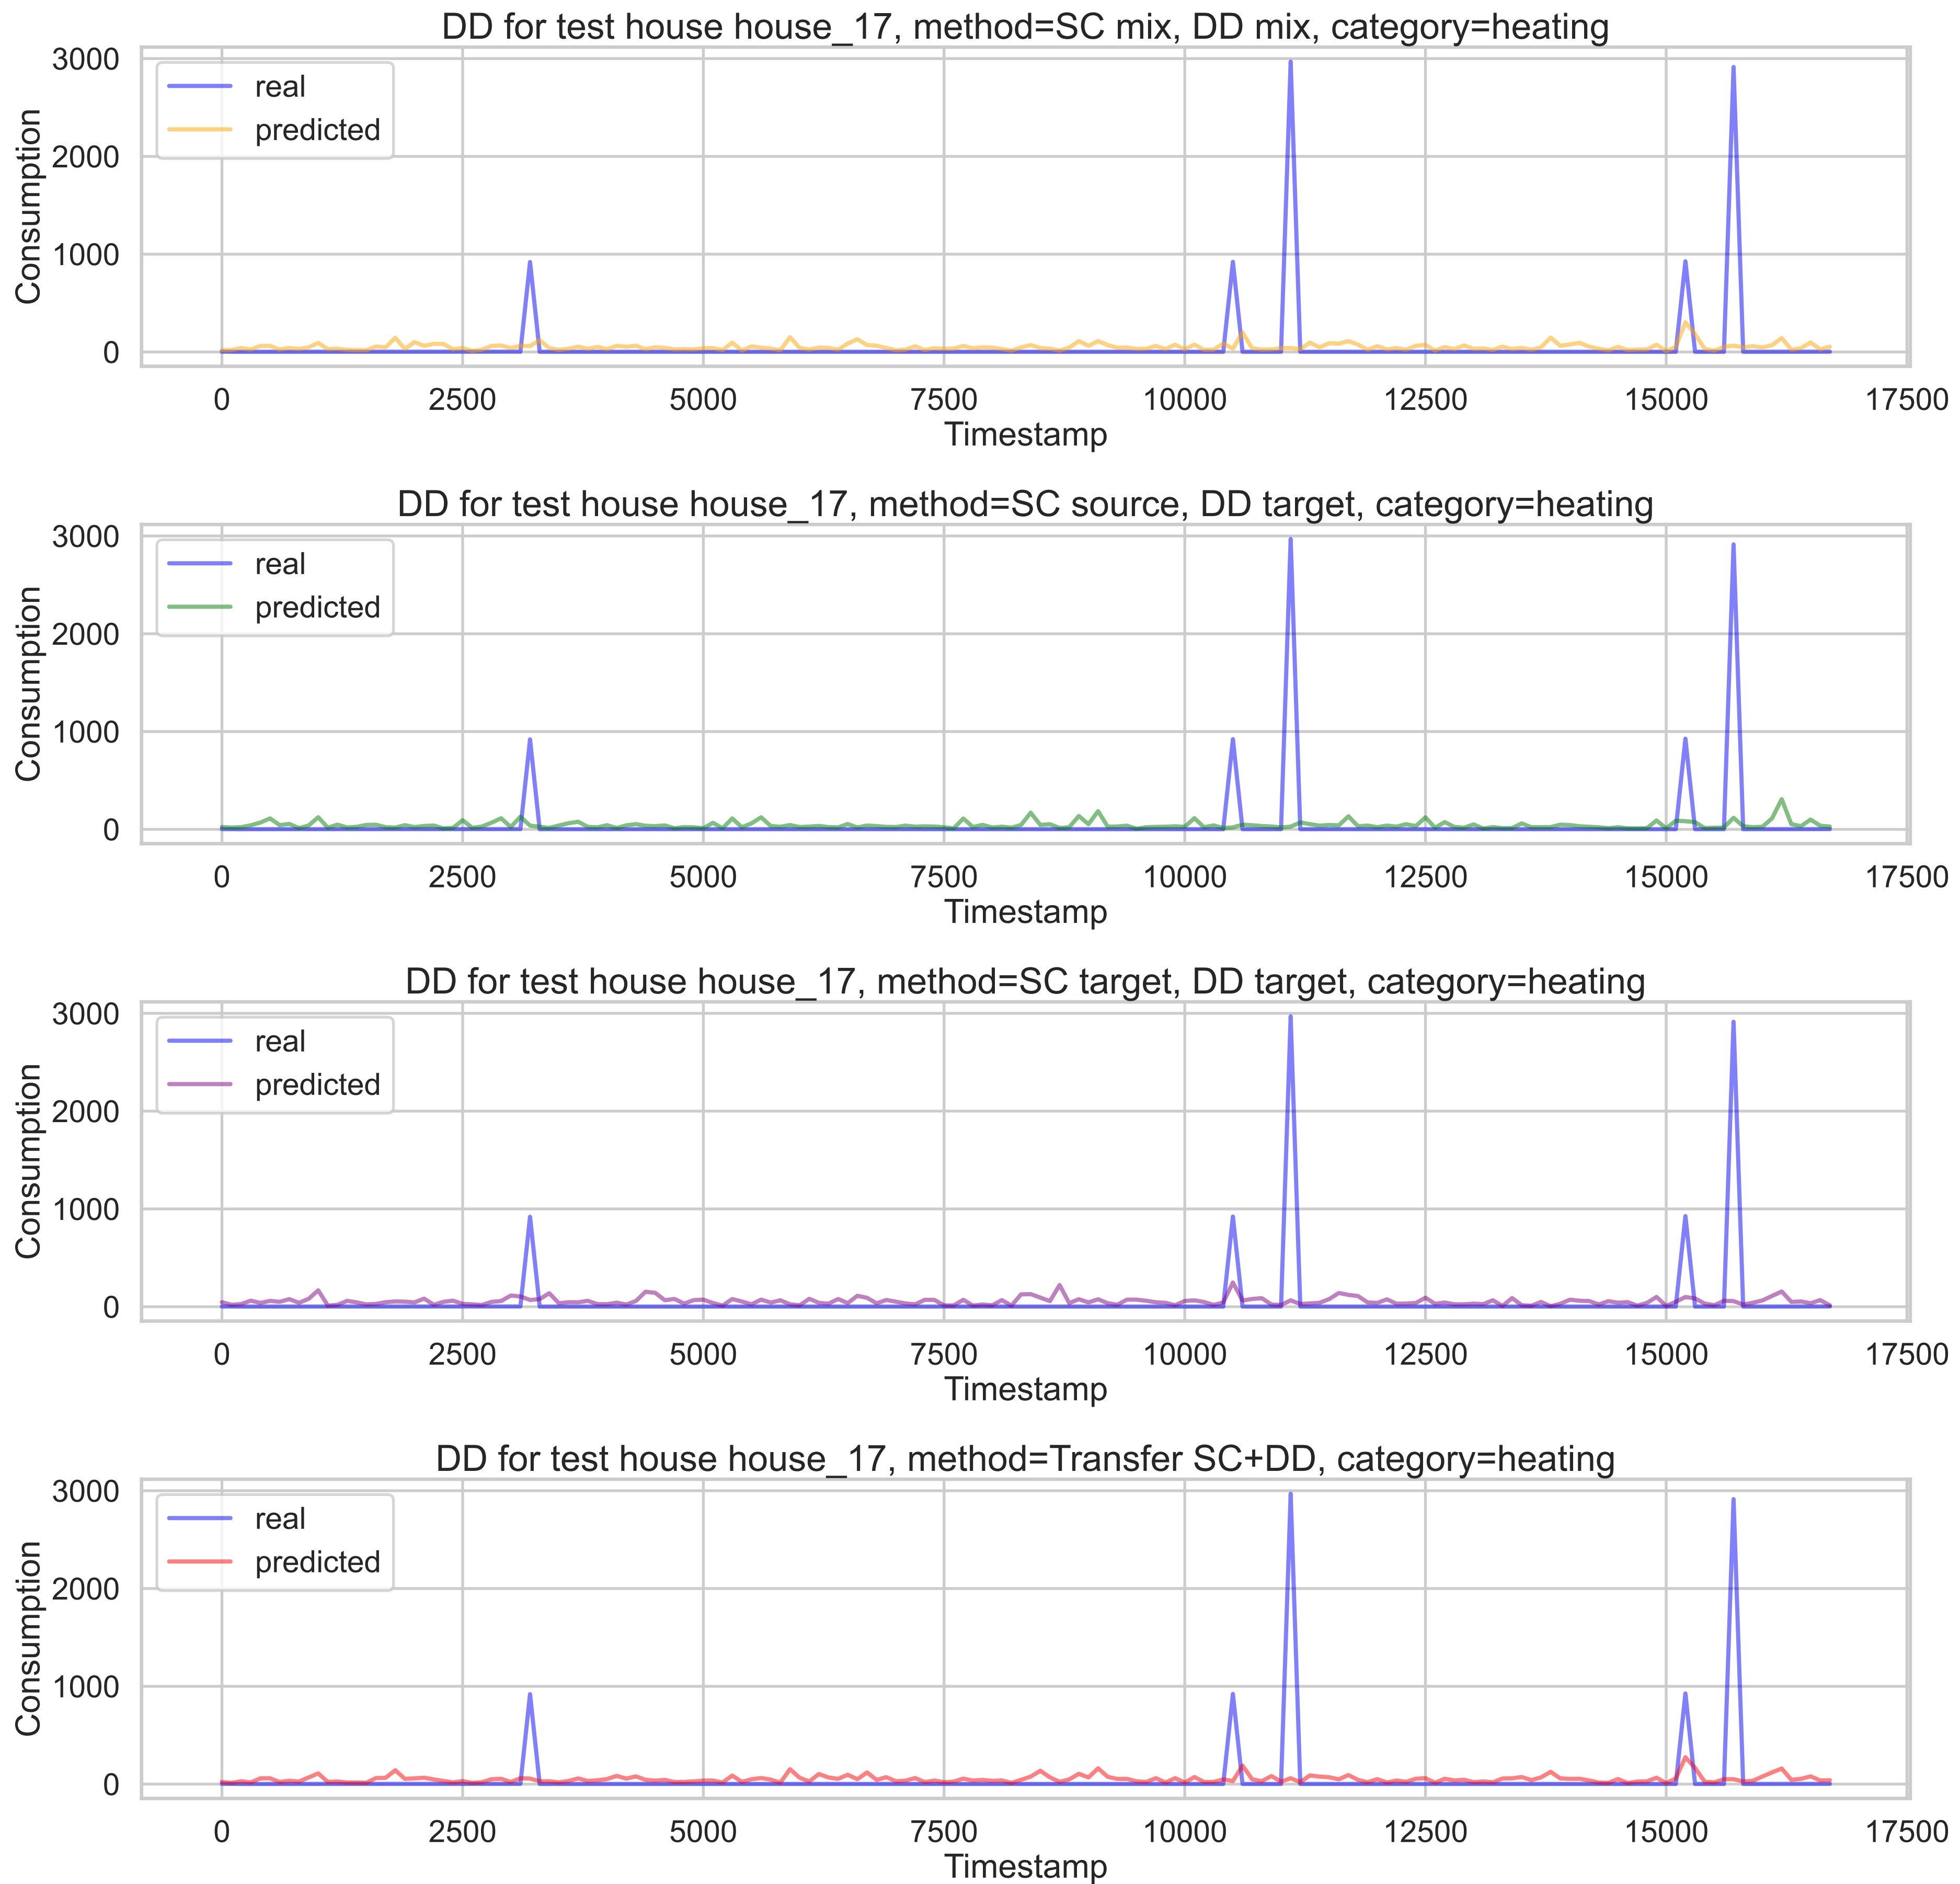 DD for test house house_17, method=SC mix, DD mix, category=heating
3000
real
predicted
2000
1000
0
Consumption
0 2500 5000 7500 10000 12500 15000 17500
Timestamp
DD for test house house_17, method=SC source, DD target, category=heating
3000
real
predicted
2000
1000
0
Consumption
0 2500 5000 7500 10000 12500 15000 17500
Timestamp
DD for test house house_17, method=SC target, DD target, category=heating
3000
real
predicted
2000
1000
0
Consumption
0 2500 5000 7500 10000 12500 15000 17500
Timestamp
DD for test house house_17, method=Transfer SC+DD, category=heating
3000
real
predicted
2000
1000
0
Consumption
0 2500 5000 7500 10000 12500 15000 17500
Timestamp